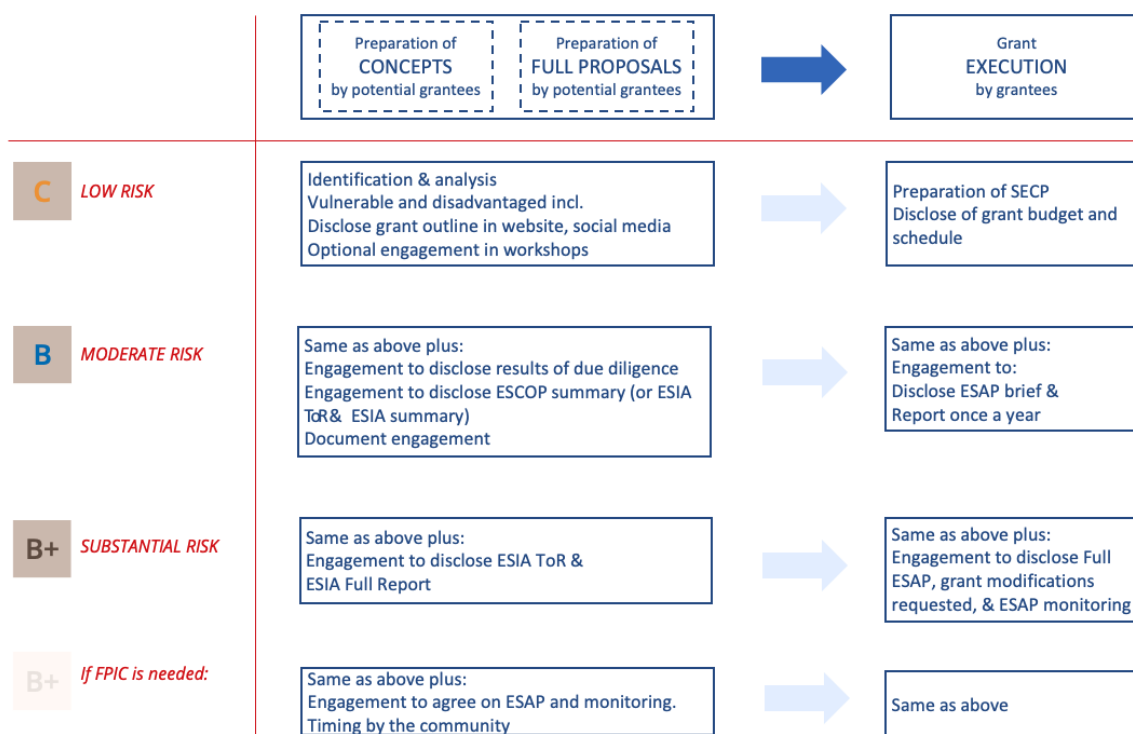 Preparation of
CONCEPTS
by potential grantees
Preparation of
FULL PROPOSALS
by potential grantees
Grant
EXECUTION
by grantees
C
LOW RISK
Identification & analysis
Vulnerable and disadvantaged incl.
Disclose grant outline in website, social media
Optional engagement in workshops
Preparation of SECP
Disclose of grant budget and
schedule
B
MODERATE RISK
Same as above plus:
Engagement to disclose results of due diligence
Engagement to disclose ESCOP summary (or ESIA
ToR& ESIA summary)
Document engagement
Same as above plus:
Engagement to:
Disclose ESAP brief &
Report once a year
B+
SUBSTANTIAL RISK
Same as above plus:
Engagement to disclose ESIA ToR &
ESIA Full Report
Same as above plus:
Engagement to disclose Full
ESAP, grant modifications
requested, & ESAP monitoring
B+
If FPIC is needed:
Same as above plus:
Engagement to agree on ESAP and monitoring.
Timing by the community
Same as above